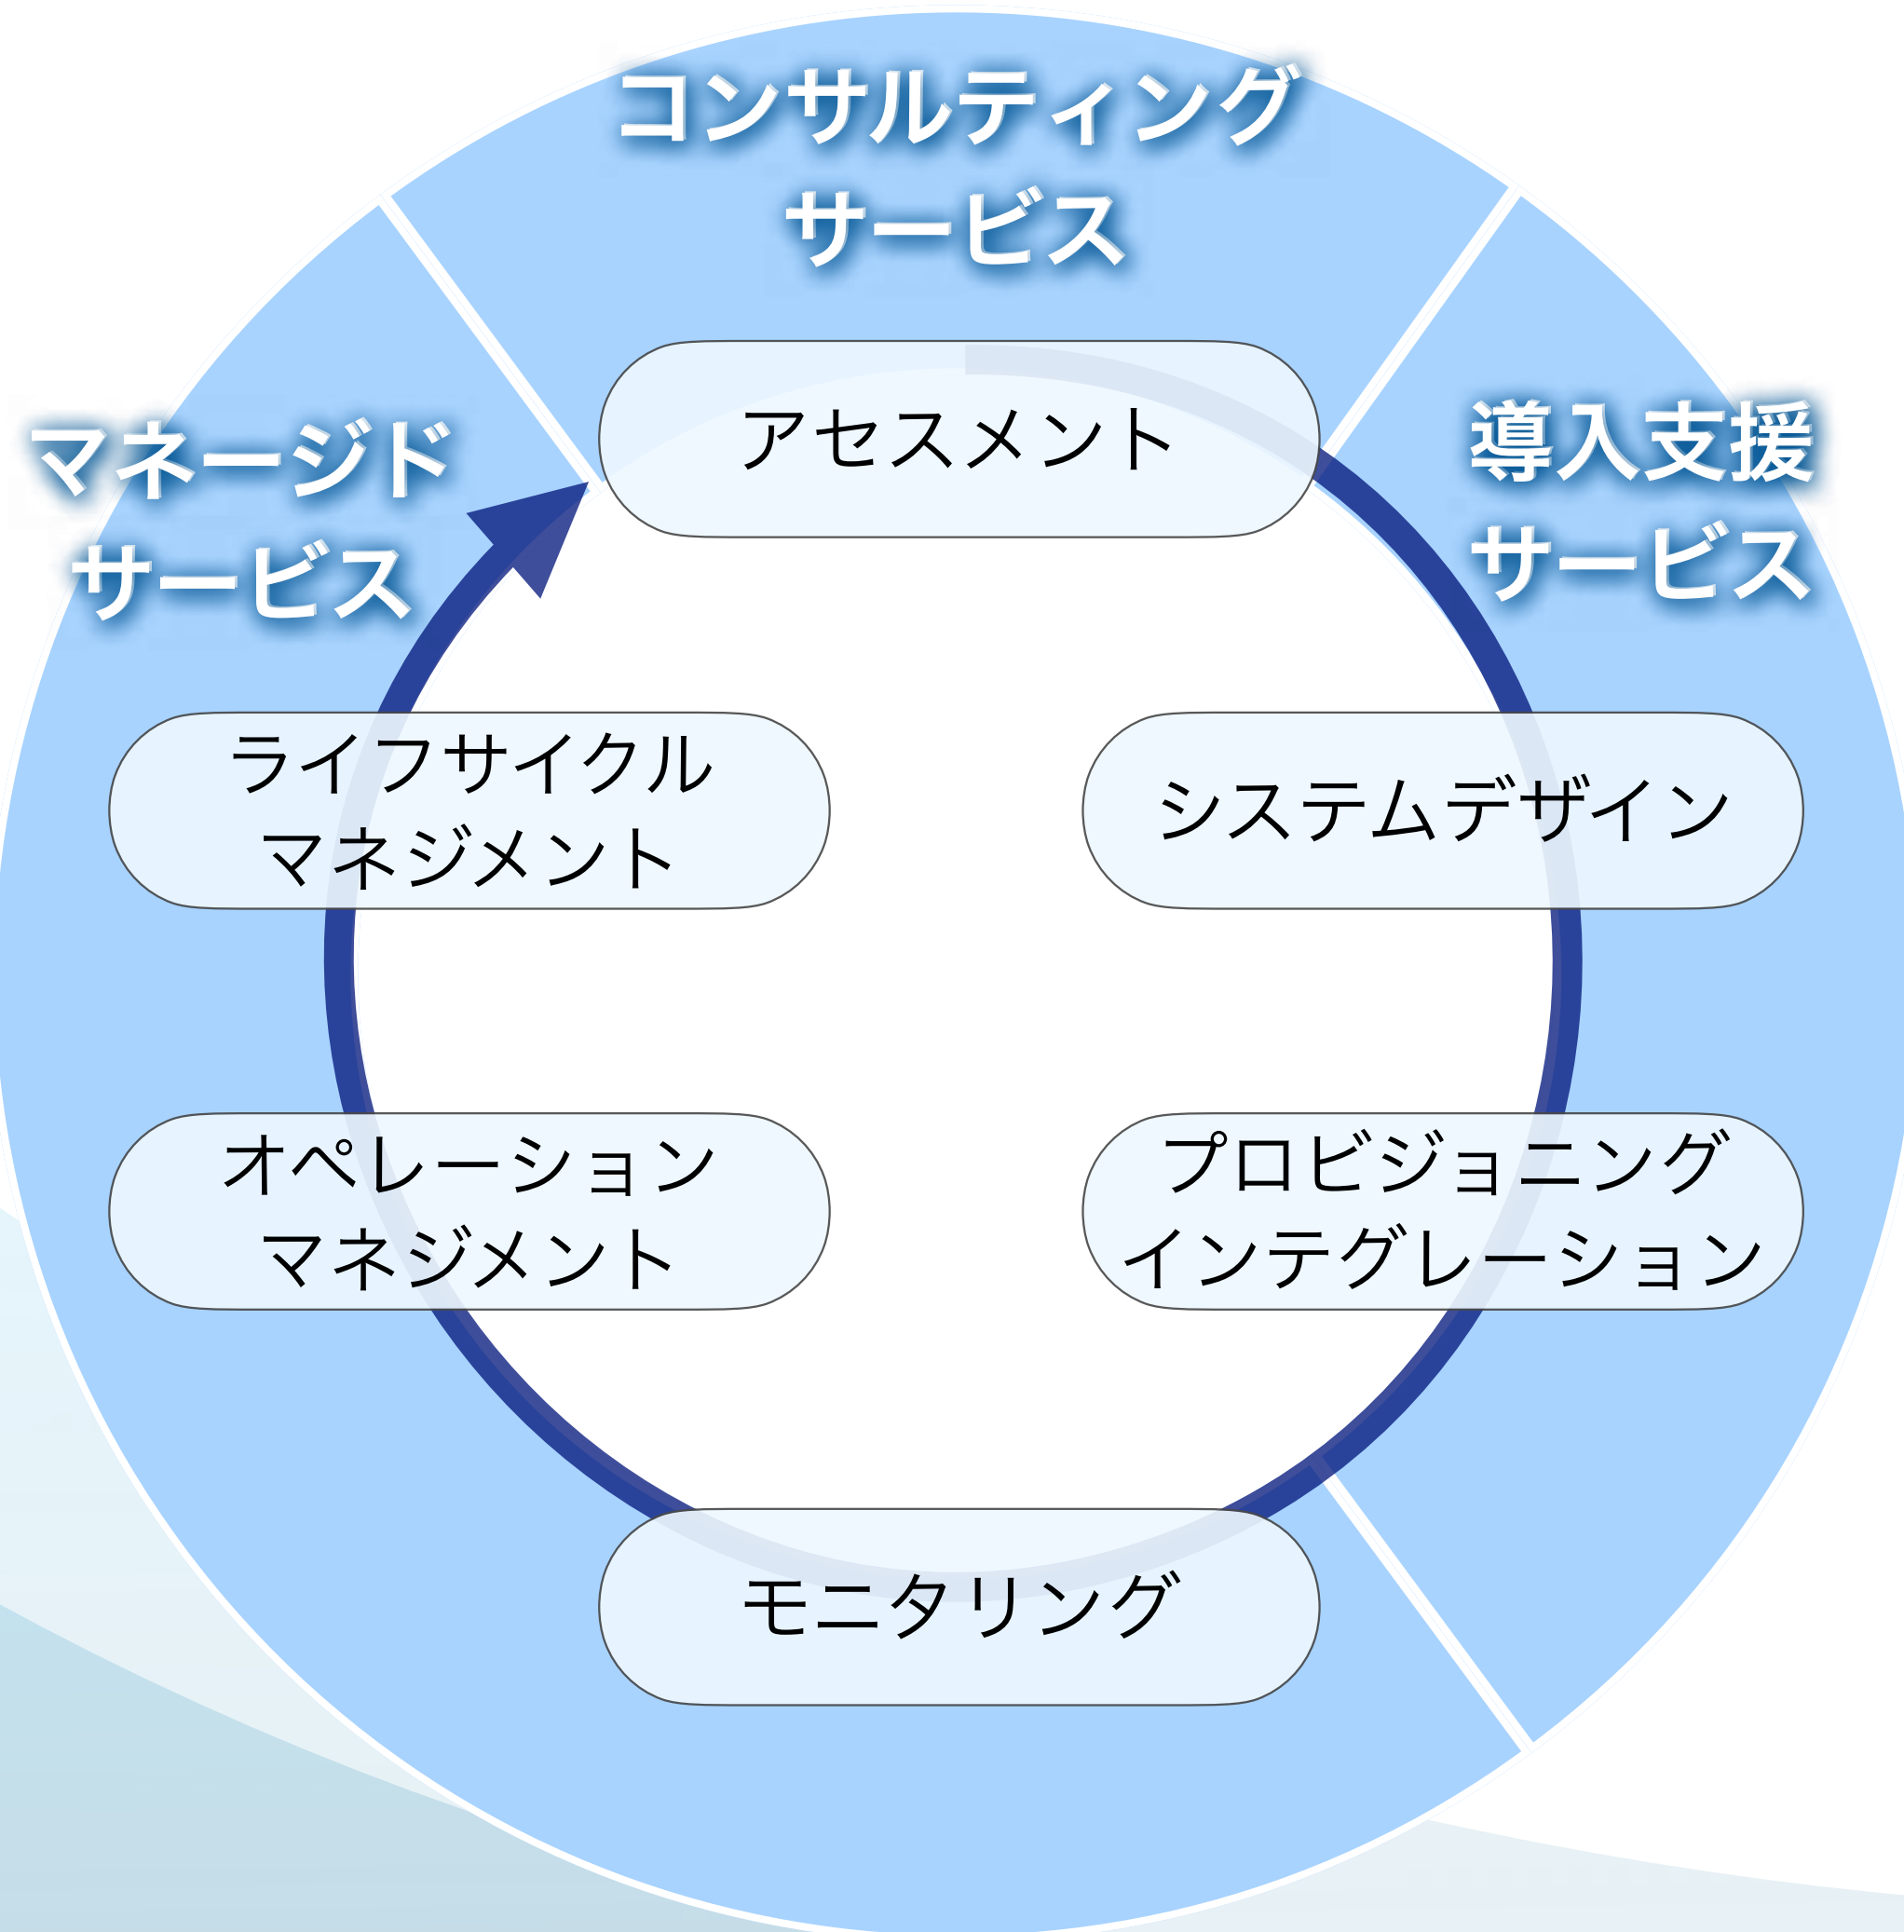 コンサルティング
サービス
マネージド
サービス
導入支援
サービス
アセスメント
ライフサイクル
マネジメント
システムデザイン
オペレーション
マネジメント
プロビジョニング
インテグレーション
モニタリング